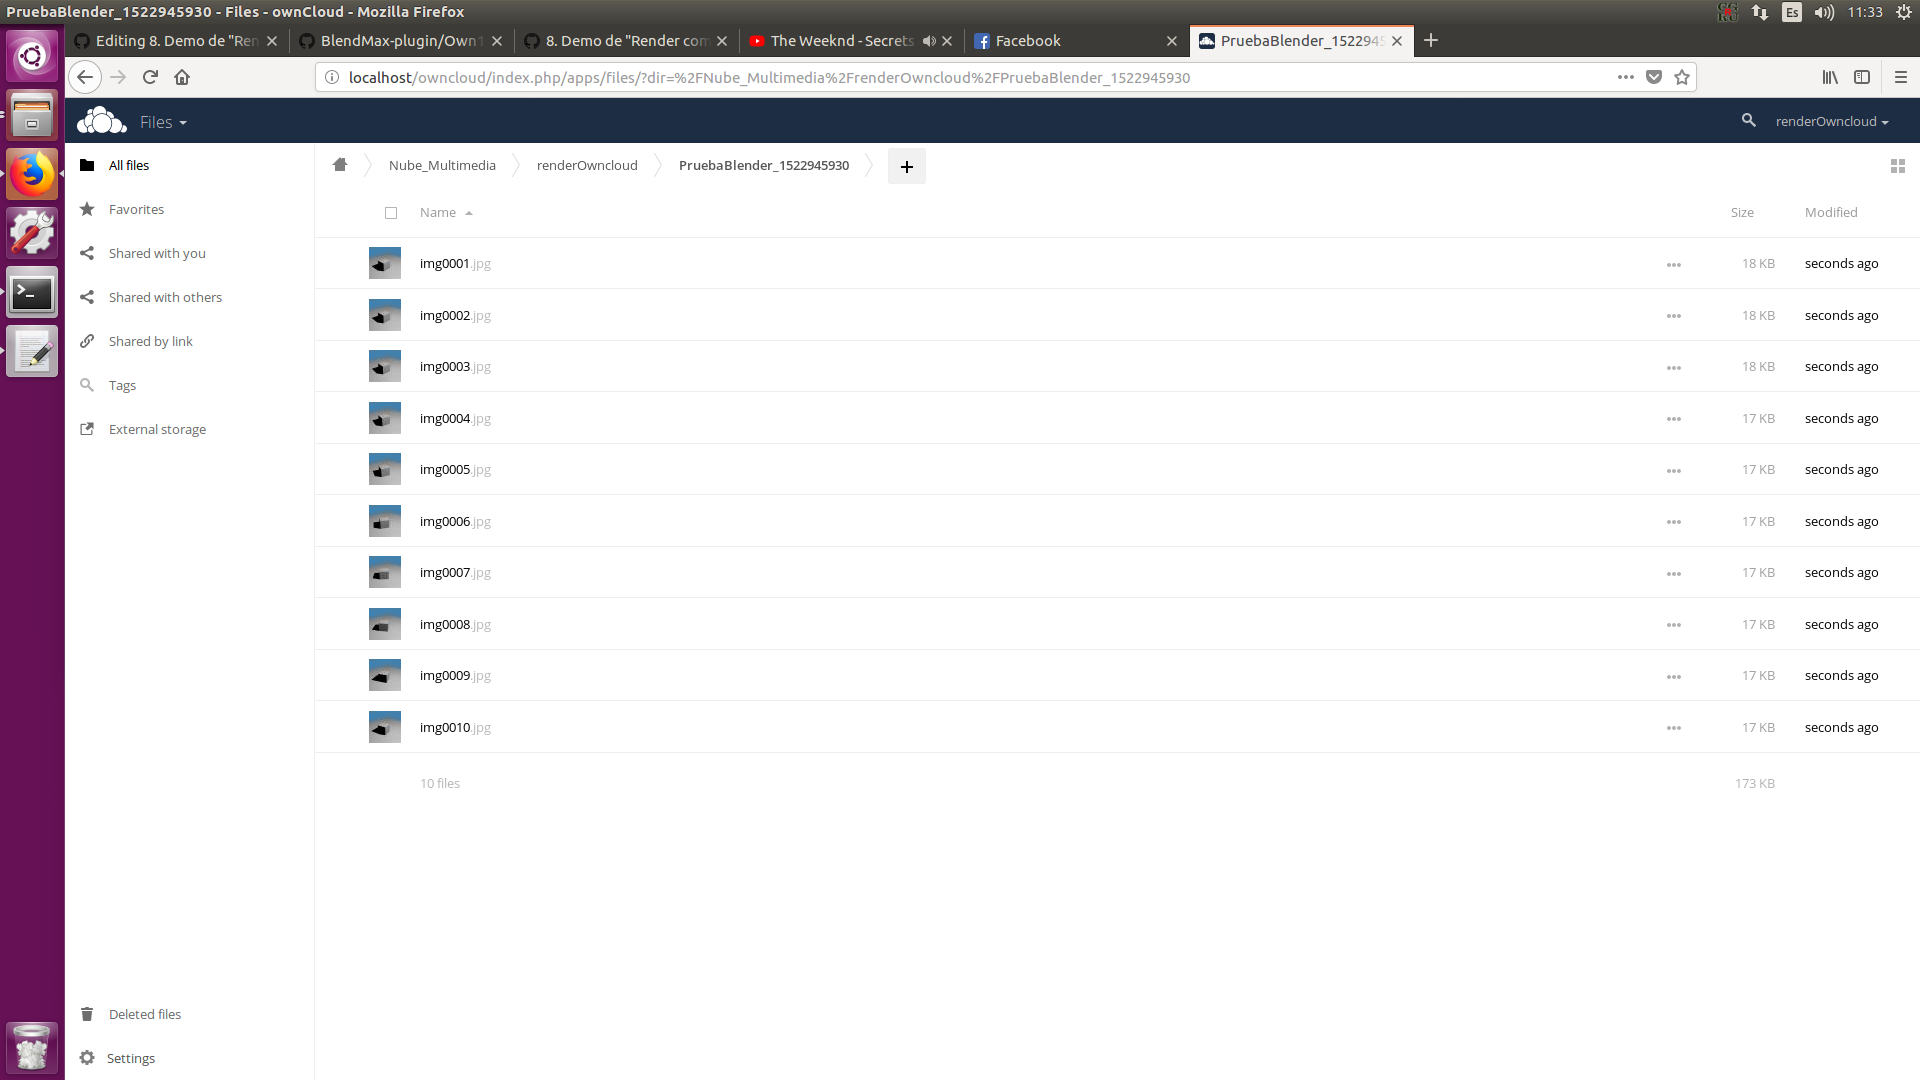 PruebaBlender_1522945930 - Files - ownCloud - Mozilla Firefox
Es
11:33
Editing 8. Demo de "Ren
BlendMax-plugin/Own
8. Demo de "Render com
The Weeknd - Secrets
Facebook
PruebaBlender_152294
localhost/owncloud/index.php/apps/files/?dir=%2FNube_Multimedia%2FrenderOwncloud%2FPruebaBlender_1522945930
Files
renderOwncloud
All files
Favorites
Shared with you
Shared with others
Shared by link
Tags
External storage
Deleted files
Settings
Nube_Multimedia
renderOwncloud
PruebaBlender_1522945930
+
Name
Size
Modified
img0001.jpg 18 KB seconds ago
img0002.jpg 18 KB seconds ago
img0003.jpg 18 KB seconds ago
img0004.jpg 17 KB seconds ago
img0005.jpg 17 KB seconds ago
img0006.jpg 17 KB seconds ago
img0007.jpg 17 KB seconds ago
img0008.jpg 17 KB seconds ago
img0009.jpg 17 KB seconds ago
img0010.jpg 17 KB seconds ago
10 files 173 KB